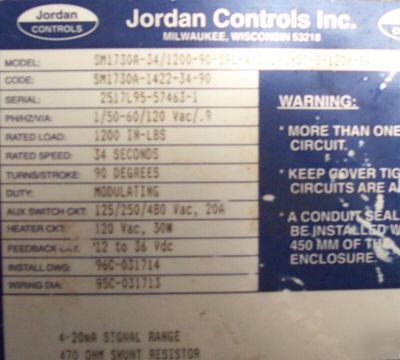 Jordan
CONTROLS
Jordan Controls Inc.
MILWAUKEE, WISCONSIN 53218
MODEL: SM1730A-34/1200-90-
CODE: SM1730A-1422-34-90
SERIAL: 2S17L95-57463-1
PH/HZ/V/A: 1/50-60/120 Vac/.9
RATED LOAD: 1200 IN-LBS
RATED SPEED: 34 SECONDS
TURNS/STROKE: 90 DEGREES
DUTY: MODULATING
AUX SWITCH CKT: 125/250/480 Vac, 20A
HEATER CKT: 120 Vac, 30W
FEEDBACK 12 to 36 Vdc
INSTALL DWG: 96C-031714
WIRING DIA: 95C-031713
4-20mA SIGNAL RANGE
470 OHM SHUNT RESISTOR
WARNING:
* MORE THAN ONE
CIRCUIT.
* KEEP COVER TIG
CIRCUITS ARE A
* A CONDUIT SEAL
BE INSTALLED W
450 MM OF THE
ENCLOSURE.